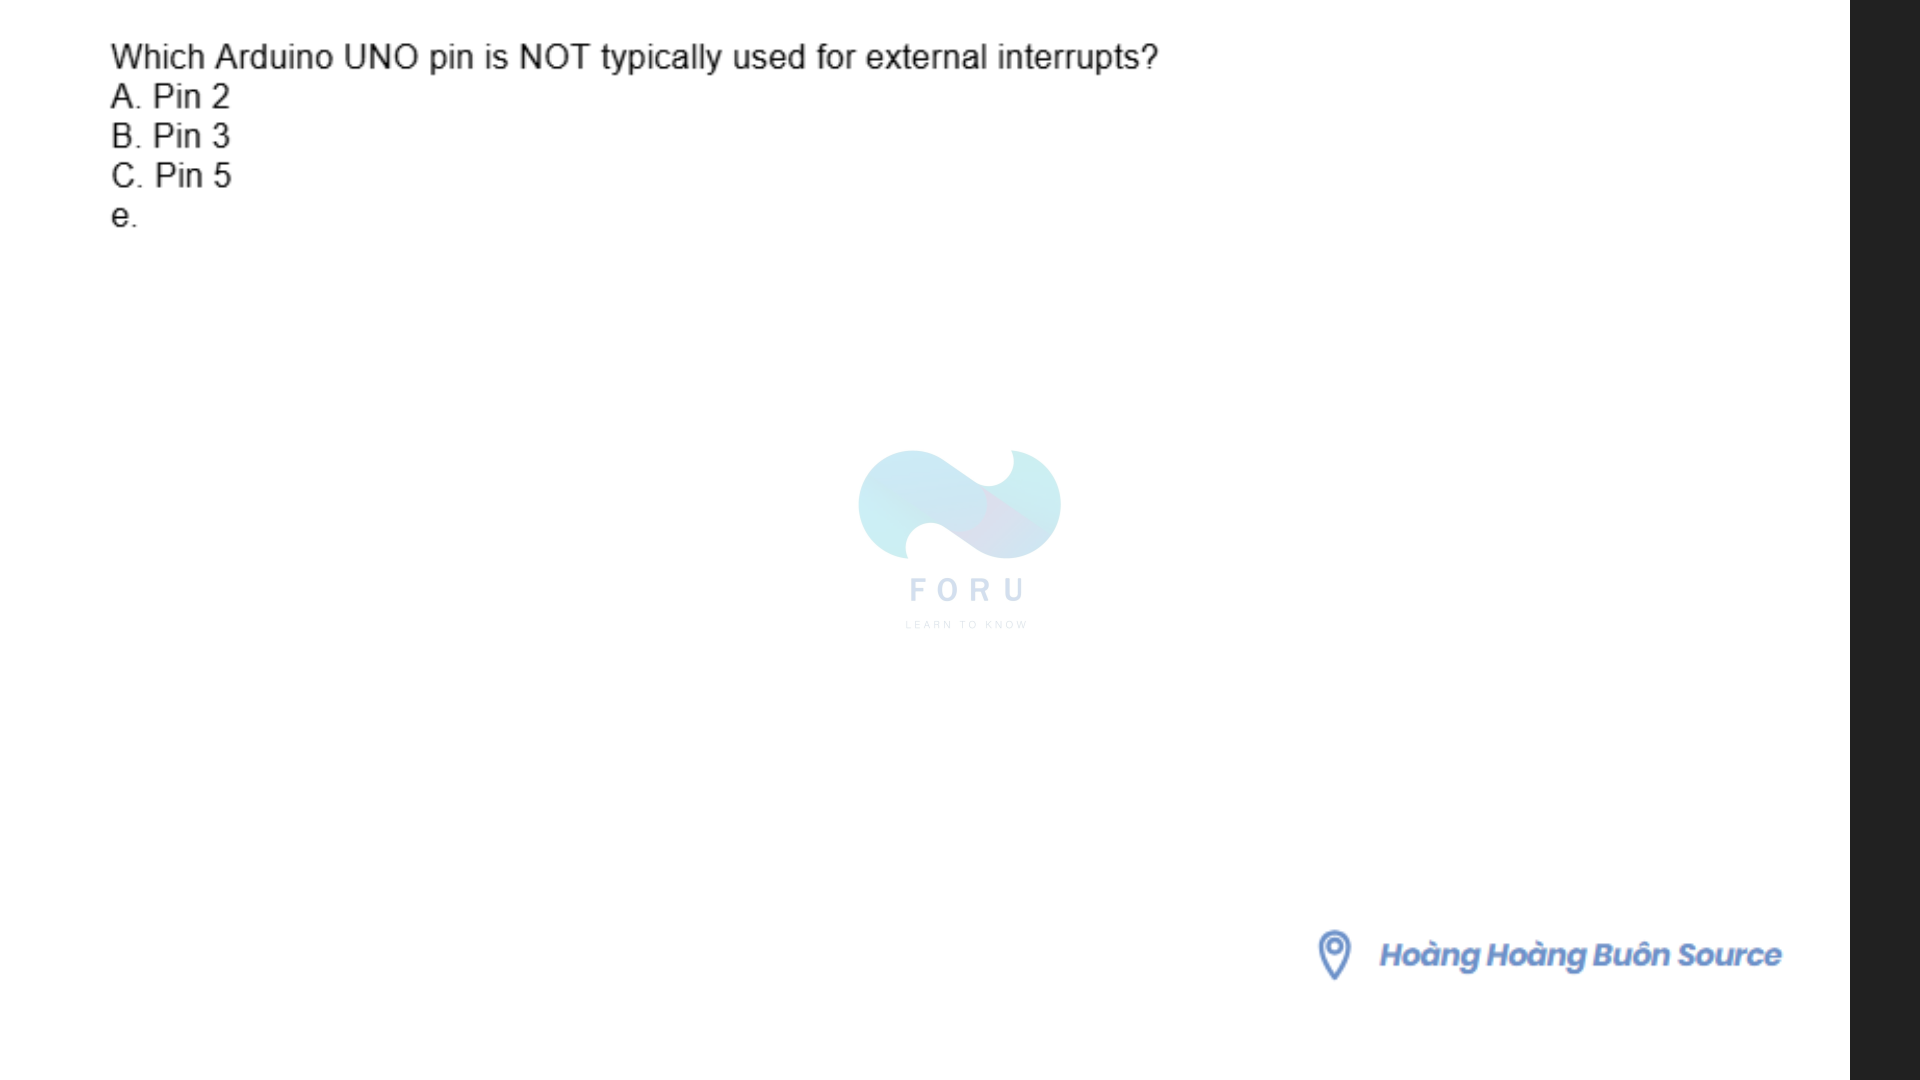 Which Arduino UNO pin is NOT typically used for external interrupts?
A. Pin 2
B. Pin 3
C. Pin 5
e.
FORU
LEARN TO KNOW
Hoàng Hoàng Buôn Source